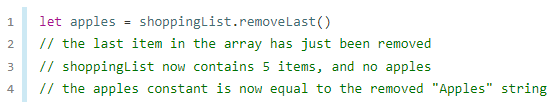 1 let apples = shoppingList.removeLast()
2 // the last item in the array has just been removed
3 // shoppingList now contains 5 items, and no apples
4 // the apples constant is now equal to the removed "Apples" string